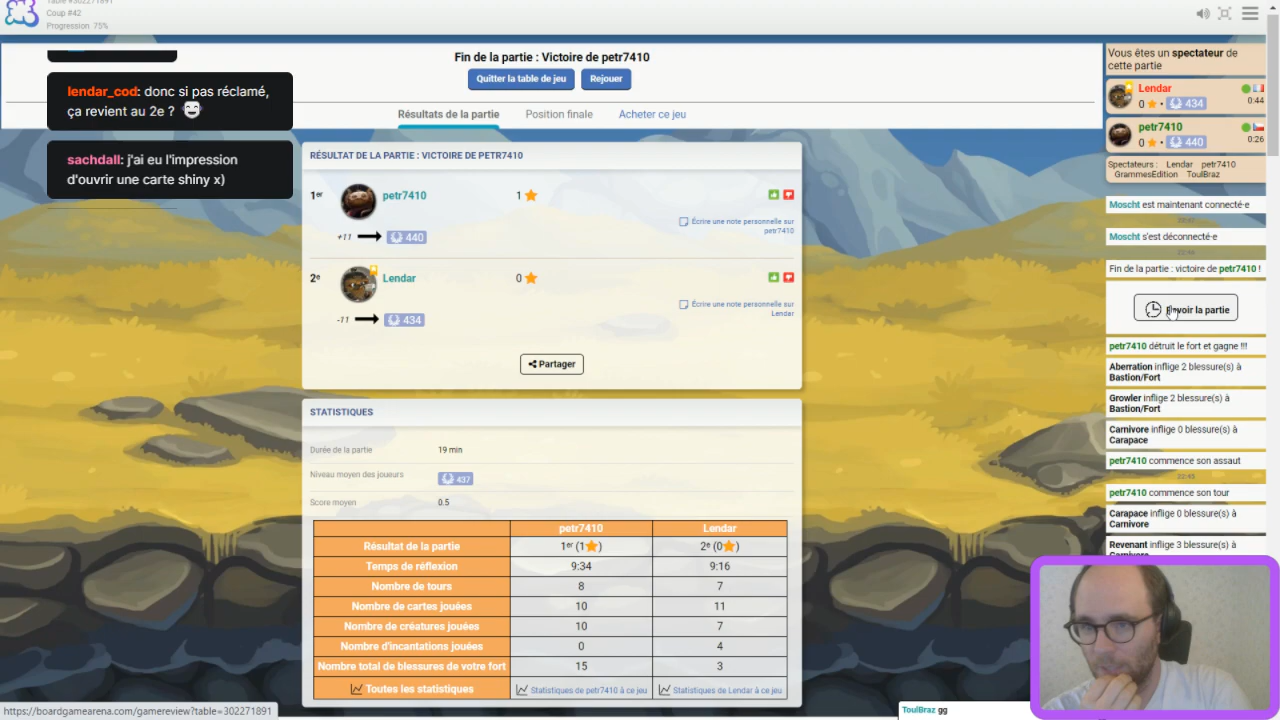 Table #302271891
Coup #42
Progression 75%
lendar_cod: donc si pas réclamé,
ça revient au 2e ?
sachdall: j'ai eu l'impression
d'ouvrir une carte shiny x)
Fin de la partie : Victoire de petr7410
Quitter la table de jeu
Rejouer
Résultats de la partie
Position finale
Acheter ce jeu
RÉSULTAT DE LA PARTIE : VICTOIRE DE PETR7410
1er petr7410 1
+11 440
Écrire une note personnelle sur
petr7410
2e Lendar 0
-11 434
Écrire une note personnelle sur
Lendar
Partager
STATISTIQUES
Durée de la partie 19 min
Niveau moyen des joueurs 437
Score moyen 0.5
petr7410 Lendar
Résultat de la partie 1er (1★) 2e (0★)
Temps de réflexion 9:34 9:16
Nombre de tours 8 7
Nombre de cartes jouées 10 11
Nombre de créatures jouées 10 7
Nombre d'incantations jouées 0 4
Nombre total de blessures de votre fort 15 3
Toutes les statistiques Statistiques de petr7410 à ce jeu Statistiques de Lendar à ce jeu
Vous êtes un spectateur de
cette partie
Lendar
0 ★ • 434 0:44
petr7410
0 ★ • 440 0:26
Spectateurs : Lendar petr7410
GrammesEdition ToulBraz
Moscht est maintenant connecté·e
Moscht s'est déconnecté·e
Fin de la partie : victoire de petr7410 !
Revoir la partie
petr7410 détruit le fort et gagne !!!
Aberration inflige 2 blessure(s) à
Bastion/Fort
Growler inflige 2 blessure(s) à
Bastion/Fort
Carnivore inflige 0 blessure(s) à
Carapace
petr7410 commence son assaut
petr7410 commence son tour
Carapace inflige 0 blessure(s) à
Carnivore
Revenant inflige 3 blessure(s) à
Carnivore
https://boardgamearena.com/gamereview?table=302271891
ToulBraz gg